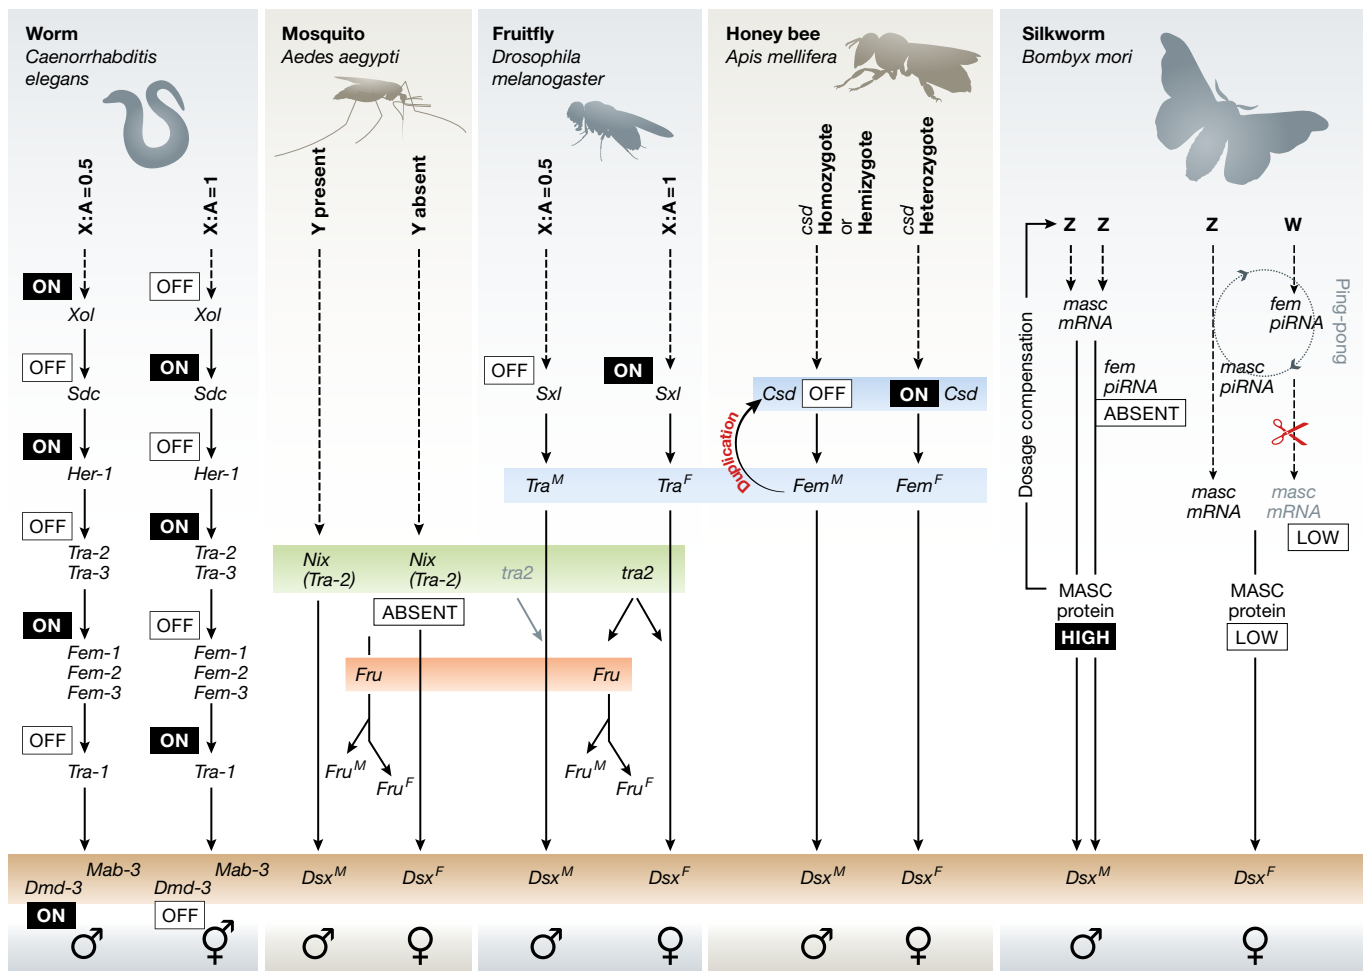 Worm
Caenorrhabditis
elegans
X:A = 0.5
X:A = 1
ON
Xol
OFF
Xol
OFF
Sdc
ON
Sdc
ON
Her-1
OFF
Her-1
OFF
Tra-2
Tra-3
ON
Tra-2
Tra-3
ON
Fem-1
Fem-2
Fem-3
OFF
Fem-1
Fem-2
Fem-3
OFF
Tra-1
ON
Tra-1
Mab-3
Dmd-3
ON
Mab-3
Dmd-3
OFF
♂
⚥
Mosquito
Aedes aegypti
Y present
Y absent
Nix
(Tra-2)
Nix
(Tra-2)
ABSENT
Fru
Fru M
Fru F
Dsx M
Dsx F
♂
♀
Fruitfly
Drosophila
melanogaster
X:A = 0.5
X:A = 1
OFF
Sxl
ON
Sxl
Tra M
Tra F
tra2
tra2
Fru
Fru M
Fru F
Dsx M
Dsx F
♂
♀
Honey bee
Apis mellifera
csd
Homozygote
or
Hemizygote
csd
Heterozygote
Csd OFF
ON Csd
Duplication
Fem M
Fem F
Dsx M
Dsx F
♂
♀
Silkworm
Bombyx mori
Z Z
Z W
masc
mRNA
fem
piRNA
ABSENT
Dosage compensation
MASC
protein
HIGH
fem
piRNA
Ping-pong
masc
piRNA
masc
mRNA
masc
mRNA
LOW
MASC
protein
LOW
Dsx M
Dsx F
♂
♀